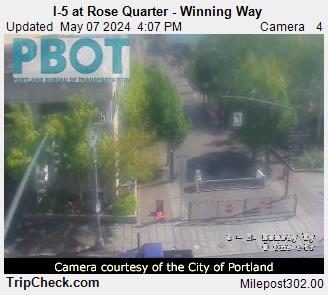 I-5 at Rose Quarter - Winning Way
Updated May 07 2024 4:07 PM Camera 4
PBOT
PORTLAND BUREAU OF TRANSPORTATION
Camera courtesy of the City of Portland
TripCheck.com Milepost302.00